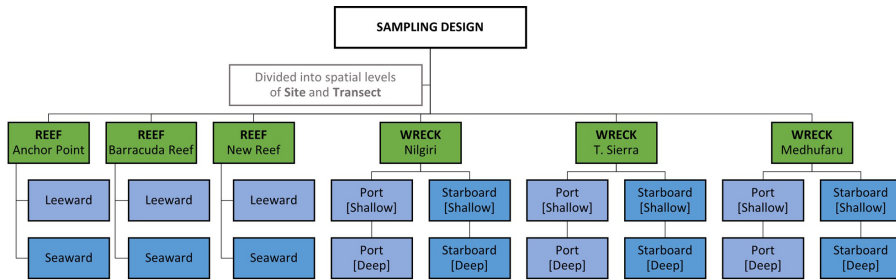 SAMPLING DESIGN
Divided into spatial levels
of Site and Transect
REEF
Anchor Point
REEF
Barracuda Reef
REEF
New Reef
WRECK
Nilgiri
WRECK
T. Sierra
WRECK
Medhufaru
Leeward
Leeward
Leeward
Port
[Shallow]
Starboard
[Shallow]
Port
[Shallow]
Starboard
[Shallow]
Port
[Shallow]
Starboard
[Shallow]
Seaward
Seaward
Seaward
Port
[Deep]
Starboard
[Deep]
Port
[Deep]
Starboard
[Deep]
Port
[Deep]
Starboard
[Deep]